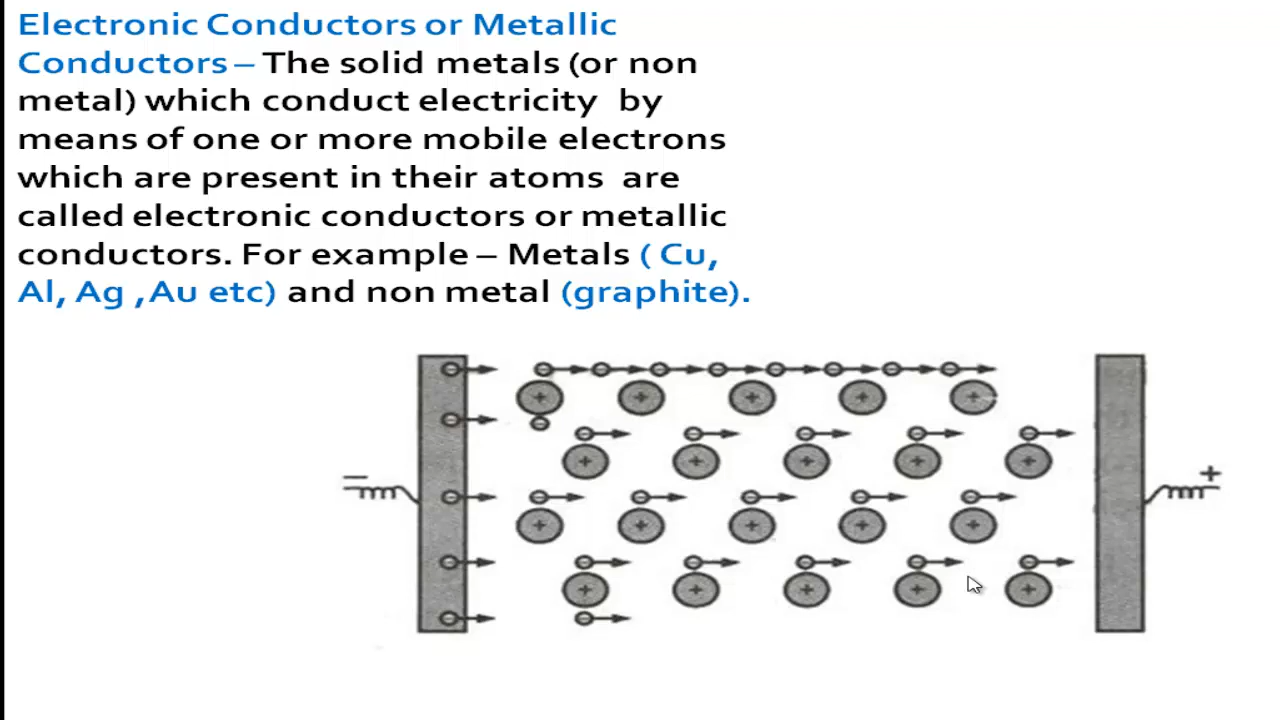 Electronic Conductors or Metallic
Conductors – The solid metals (or non
metal) which conduct electricity by
means of one or more mobile electrons
which are present in their atoms are
called electronic conductors or metallic
conductors. For example – Metals ( Cu,
Al, Ag ,Au etc) and non metal (graphite).